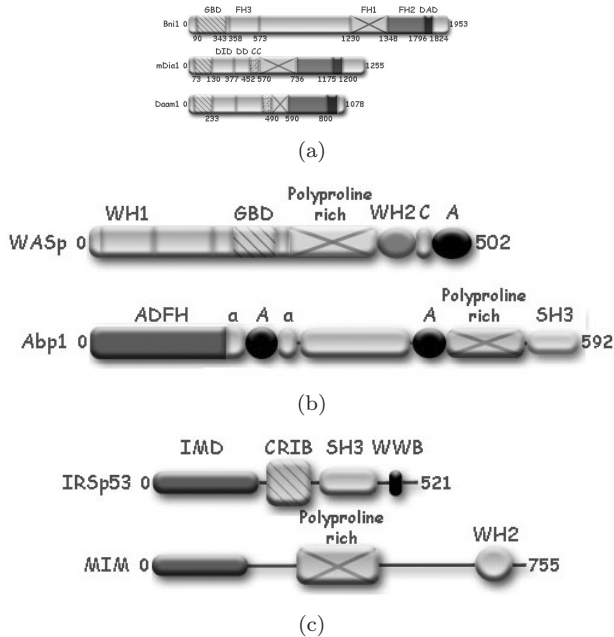 GBD FH3 FH1 FH2 DAD
Bni1 0 1953
90 343 358 573 1230 1348 1796 1824
DID DD CC
mDia1 0 1255
73 130 377 452 570 736 1175 1200
Daam1 0 1078
233 490 590 800
(a)
Polyproline
rich
WH1 GBD WH2 C A
WASp 0 502
Polyproline
rich
ADFH a A a A SH3
Abp1 0 592
(b)
IMD CRIB SH3 WWB
IRSp53 0 521
Polyproline
rich
WH2
MIM 0 755
(c)